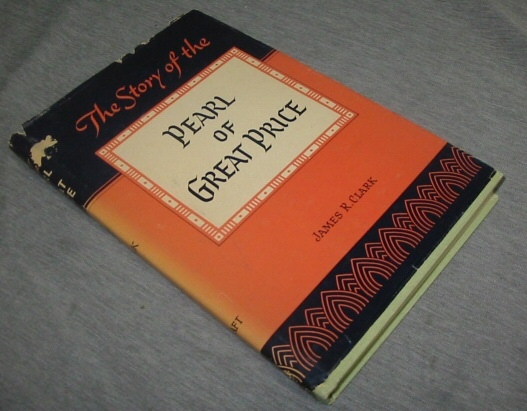 The Story of the
PEARL
OF
GREAT PRICE
JAMES R. CLARK